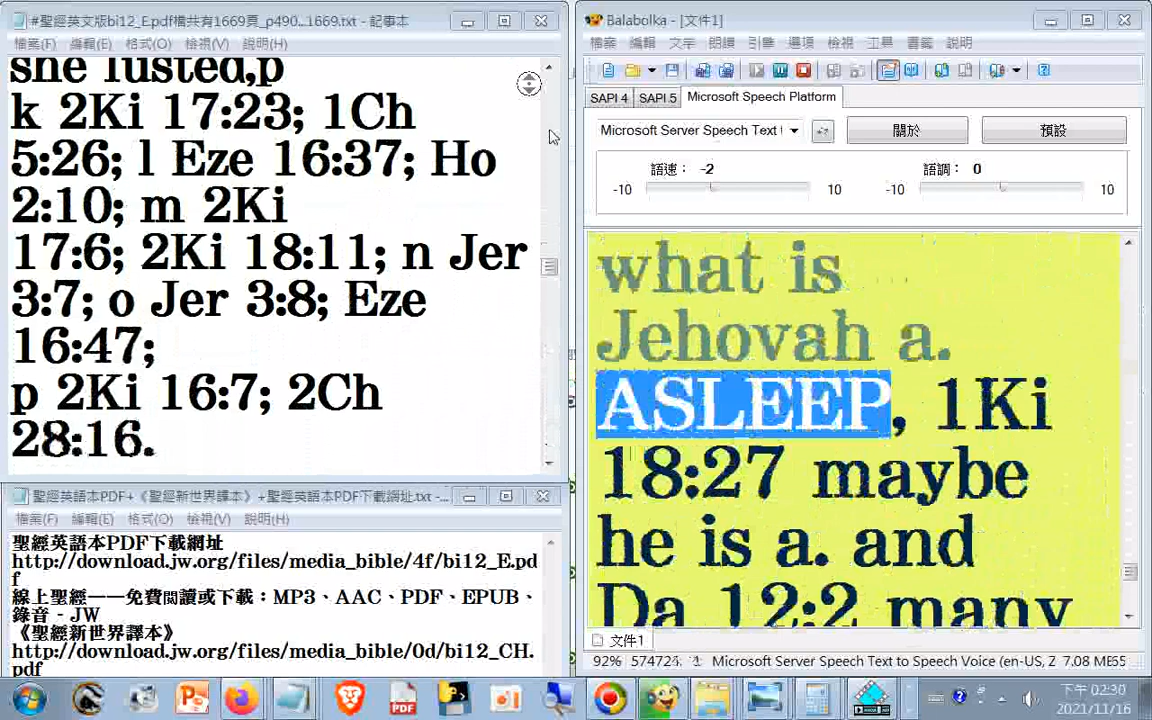 #聖經英文版bi12_E.pdf橫共有1669頁_p490...1669.txt - 記事本
檔案(F) 編輯(E) 格式(O) 檢視(V) 說明(H)
she lusted,p
k 2Ki 17:23; 1Ch
5:26; l Eze 16:37; Ho
2:10; m 2Ki
17:6; 2Ki 18:11; n Jer
3:7; o Jer 3:8; Eze
16:47;
p 2Ki 16:7; 2Ch
28:16.
聖經英語本PDF+《聖經新世界譯本》+聖經英語本PDF下載網址.txt - ...
檔案(F) 編輯(E) 格式(O) 檢視(V) 說明(H)
聖經英語本PDF下載網址
http://download.jw.org/files/media_bible/4f/bi12_E.pd
f
線上聖經——免費閱讀或下載：MP3、AAC、PDF、EPUB、
錄音 - JW
《聖經新世界譯本》
http://download.jw.org/files/media_bible/0d/bi12_CH.
pdf
Balabolka - [文件1]
檔案 編輯 文字 朗讀 引擎 選項 檢視 工具 書籤 說明
SAPI 4 SAPI 5 Microsoft Speech Platform
Microsoft Server Speech Text 關於 預設
語速： -2 語調： 0
-10 10 -10 10
what is
Jehovah a.
ASLEEP, 1Ki
18:27 maybe
he is a. and
Da 12:2 many
文件1
92% 574724: 1 Microsoft Server Speech Text to Speech Voice (en-US, Z 7.08 MB
下午 02:30
2021/11/16